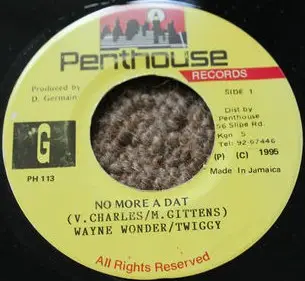 Penthouse
RECORDS
Produced by
D. Germain
SIDE 1
G
Dist by
Penthouse
56 Slipe Rd.
Kgn 5
Tel: 92-67446
(P) (C) 1995
PH 113
Made In Jamaica
NO MORE A DAT
(V.CHARLES/M.GITTENS)
WAYNE WONDER/TWIGGY
All Rights Reserved